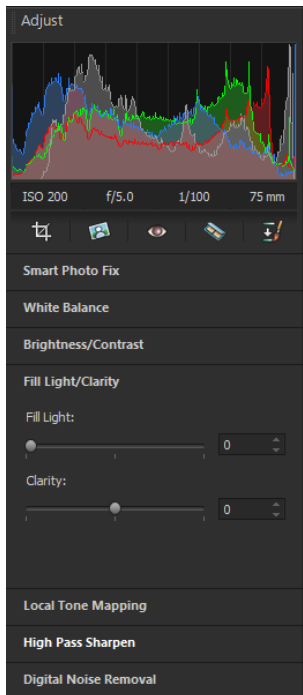 Adjust
ISO 200 f/5.0 1/100 75 mm
Smart Photo Fix
White Balance
Brightness/Contrast
Fill Light/Clarity
Fill Light:
0
Clarity:
0
Local Tone Mapping
High Pass Sharpen
Digital Noise Removal